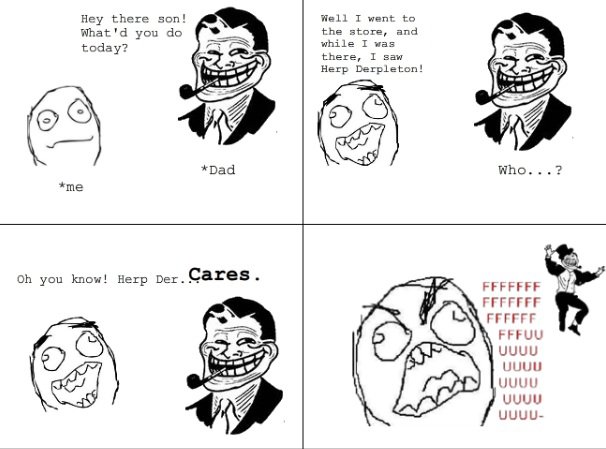 Hey there son!
What'd you do
today?
*Dad
*me
Well I went to
the store, and
while I was
there, I saw
Herp Derpleton!
Who...?
Oh you know! Herp Der... Cares.
FFFFFFF
FFFFFFF
FFFFFF
FFFUU
UUUU
UUUU
UUUU
UUUU
UUUU-